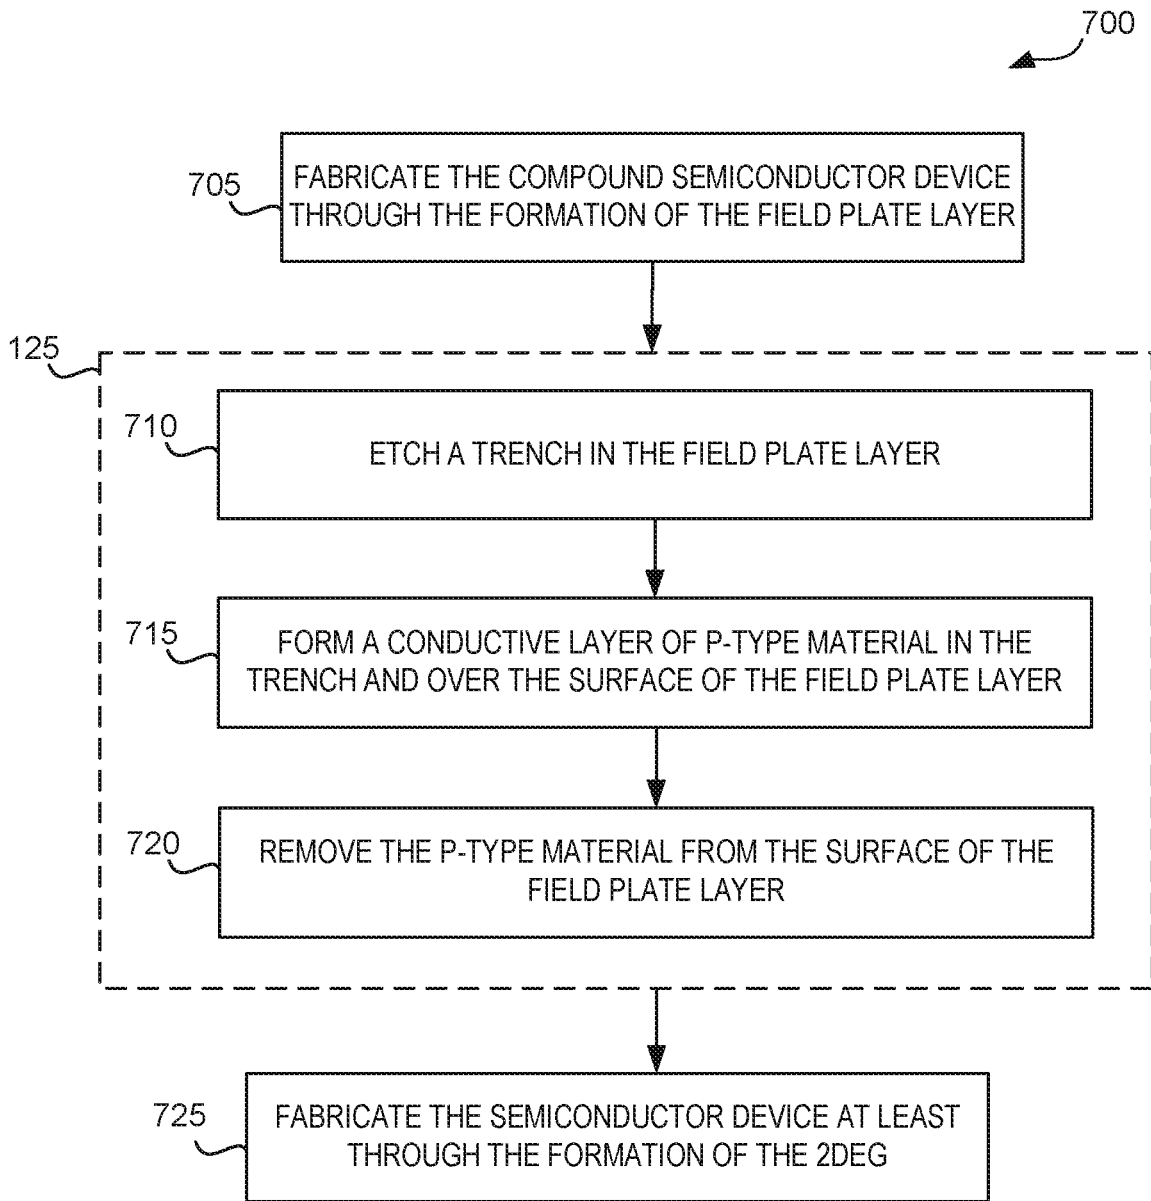 700
705
FABRICATE THE COMPOUND SEMICONDUCTOR DEVICE
THROUGH THE FORMATION OF THE FIELD PLATE LAYER
125
710
ETCH A TRENCH IN THE FIELD PLATE LAYER
715
FORM A CONDUCTIVE LAYER OF P-TYPE MATERIAL IN THE
TRENCH AND OVER THE SURFACE OF THE FIELD PLATE LAYER
720
REMOVE THE P-TYPE MATERIAL FROM THE SURFACE OF THE
FIELD PLATE LAYER
725
FABRICATE THE SEMICONDUCTOR DEVICE AT LEAST
THROUGH THE FORMATION OF THE 2DEG